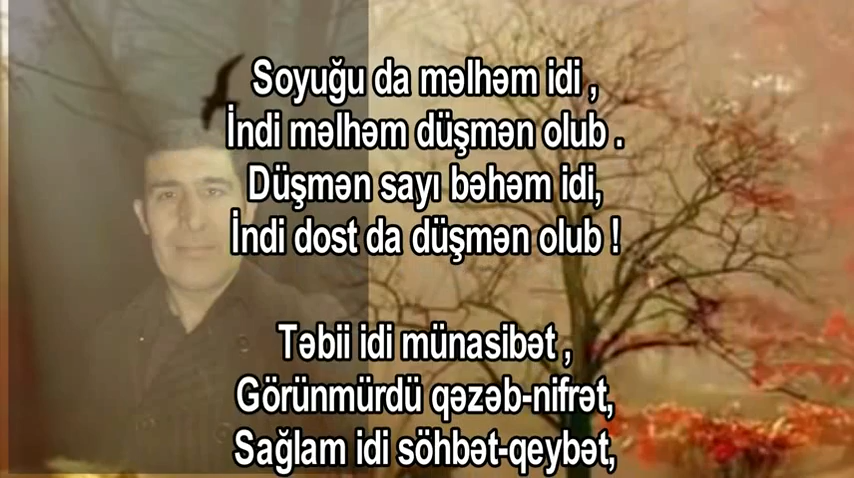 Soyuğu da məlhəm idi ,
İndi məlhəm düşmən olub .
Düşmən sayı bəhəm idi,
İndi dost da düşmən olub !
Təbii idi münasibət ,
Görünmürdü qəzəb-nifrət,
Sağlam idi söhbət-qeybət,